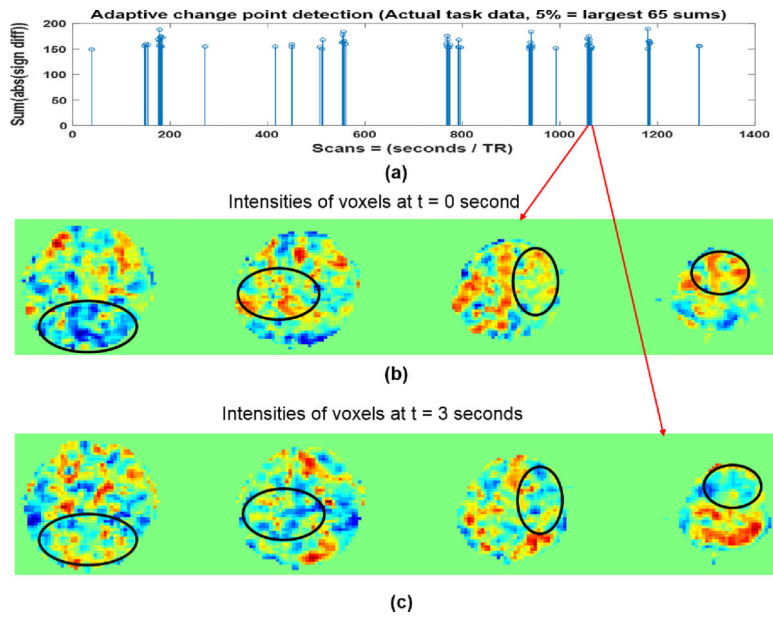 Adaptive change point detection (Actual task data, 5% = largest 65 sums)
Sum(abs(sign diff))
200
150
100
50
0
0 200 400 600 800 1000 1200 1400
Scans = (seconds / TR)
(a)
Intensities of voxels at t = 0 second
(b)
Intensities of voxels at t = 3 seconds
(c)